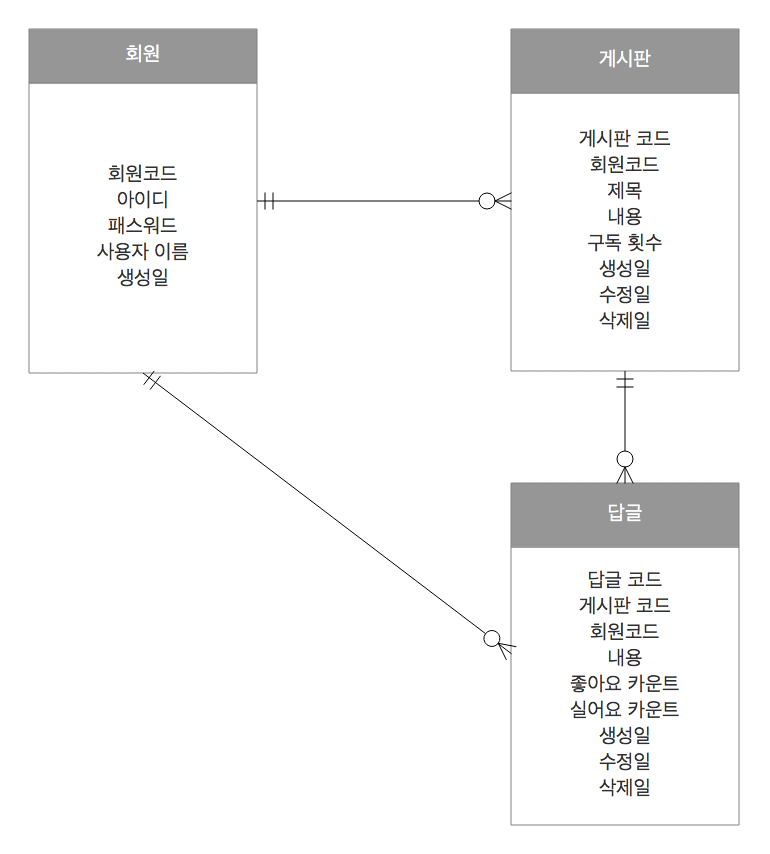 회원
회원코드
아이디
패스워드
사용자 이름
생성일
게시판
게시판 코드
회원코드
제목
내용
구독 횟수
생성일
수정일
삭제일
답글
답글 코드
게시판 코드
회원코드
내용
좋아요 카운트
실어요 카운트
생성일
수정일
삭제일